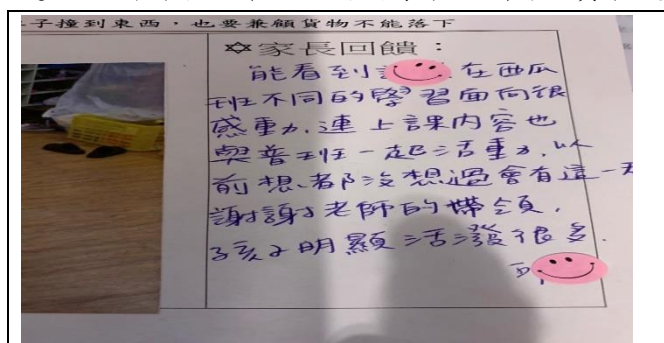 子撞到東西，也要兼顧貨物不能落下
✡家長回饋：
能看到 在西瓜
班不同的學習面向很
感動，連上課內容也
與普班一起活動，以
前想都沒想過會有這一天
謝謝老師的帶領，
孩子明顯活潑很多．